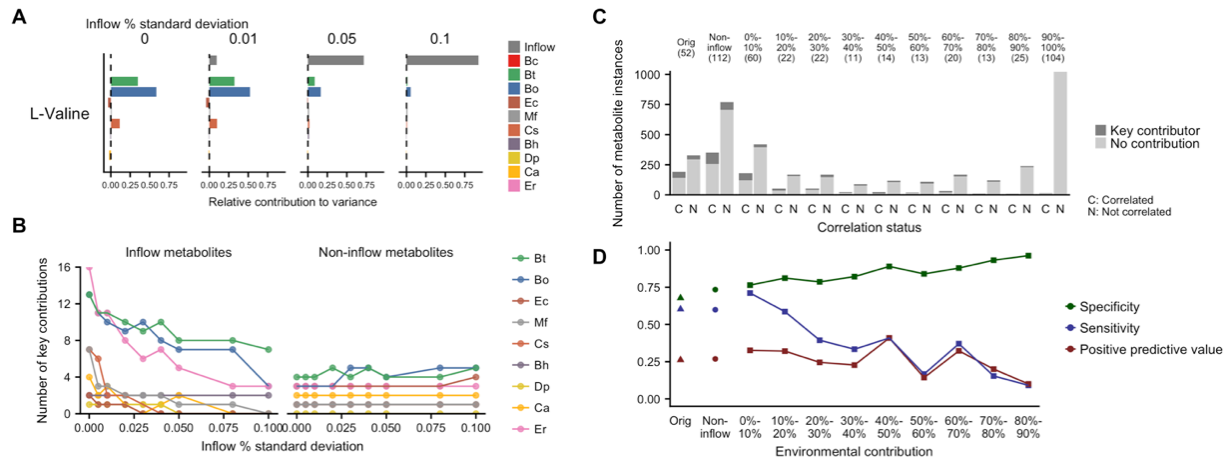 A
Inflow % standard deviation
0 0.01 0.05 0.1
L-Valine
0.00 0.25 0.50 0.75 0.00 0.25 0.50 0.75 0.00 0.25 0.50 0.75 0.00 0.25 0.50 0.75
Relative contribution to variance
Inflow
Bc
Bt
Bo
Ec
Mf
Cs
Bh
Dp
Ca
Er
B
Inflow metabolites Non-inflow metabolites
Number of key contributions
16
12
8
4
0
0.000 0.025 0.050 0.075 0.100 0.000 0.025 0.050 0.075 0.100
Inflow % standard deviation
Bt
Bo
Ec
Mf
Cs
Bh
Dp
Ca
Er
C
Orig (52)
Non-inflow (112)
0%-10% (60)
10%-20% (22)
20%-30% (22)
30%-40% (11)
40%-50% (14)
50%-60% (13)
60%-70% (20)
70%-80% (13)
80%-90% (25)
90%-100% (104)
Number of metabolite instances
1000
750
500
250
0
C N C N C N C N C N C N C N C N C N C N C N C N
Correlation status
Key contributor
No contribution
C: Correlated
N: Not correlated
D
1.00
0.75
0.50
0.25
0.00
Orig
Non-inflow
0%-10%
10%-20%
20%-30%
30%-40%
40%-50%
50%-60%
60%-70%
70%-80%
80%-90%
Environmental contribution
Specificity
Sensitivity
Positive predictive value